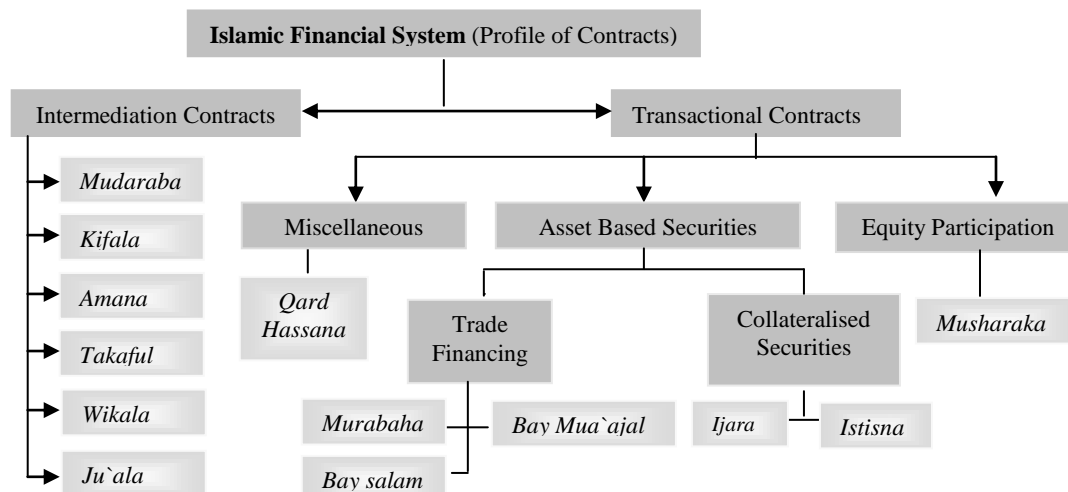 Islamic Financial System (Profile of Contracts)
Intermediation Contracts
Transactional Contracts
Mudaraba
Kifala
Amana
Takaful
Wikala
Ju`ala
Miscellaneous
Asset Based Securities
Equity Participation
Qard
Hassana
Trade
Financing
Collateralised
Securities
Musharaka
Murabaha
Bay Mua`ajal
Bay salam
Ijara
Istisna